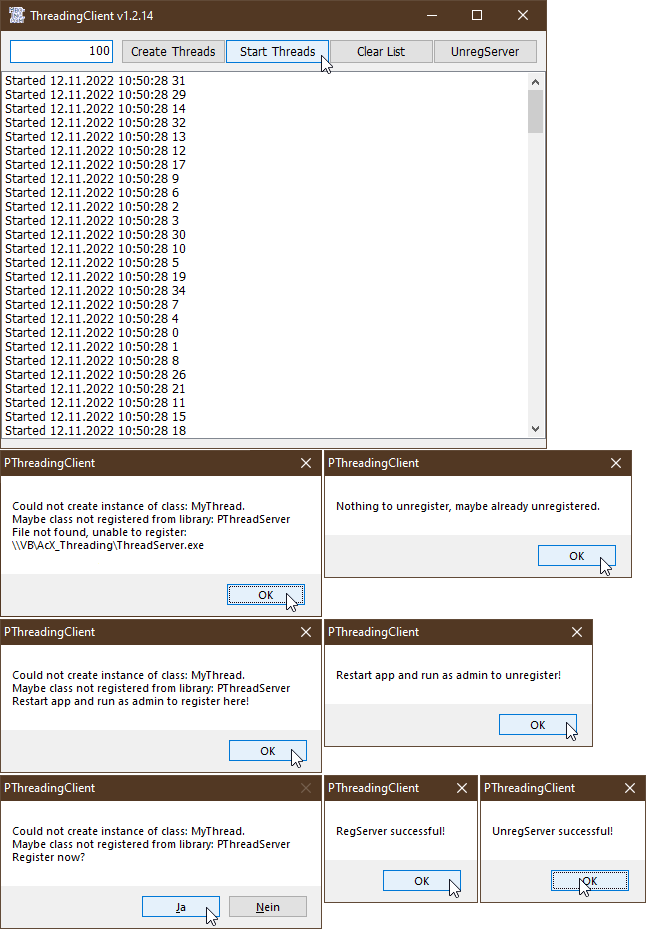 ThreadingClient v1.2.14
100 Create Threads Start Threads Clear List UnregServer
Started 12.11.2022 10:50:28 31
Started 12.11.2022 10:50:28 29
Started 12.11.2022 10:50:28 14
Started 12.11.2022 10:50:28 32
Started 12.11.2022 10:50:28 13
Started 12.11.2022 10:50:28 12
Started 12.11.2022 10:50:28 17
Started 12.11.2022 10:50:28 9
Started 12.11.2022 10:50:28 6
Started 12.11.2022 10:50:28 2
Started 12.11.2022 10:50:28 3
Started 12.11.2022 10:50:28 30
Started 12.11.2022 10:50:28 10
Started 12.11.2022 10:50:28 5
Started 12.11.2022 10:50:28 19
Started 12.11.2022 10:50:28 34
Started 12.11.2022 10:50:28 7
Started 12.11.2022 10:50:28 4
Started 12.11.2022 10:50:28 0
Started 12.11.2022 10:50:28 1
Started 12.11.2022 10:50:28 8
Started 12.11.2022 10:50:28 26
Started 12.11.2022 10:50:28 21
Started 12.11.2022 10:50:28 11
Started 12.11.2022 10:50:28 15
Started 12.11.2022 10:50:28 18
PThreadingClient
Could not create instance of class: MyThread.
Maybe class not registered from library: PThreadServer
File not found, unable to register:
\\VB\AcX_Threading\ThreadServer.exe
OK
PThreadingClient
Nothing to unregister, maybe already unregistered.
OK
PThreadingClient
Could not create instance of class: MyThread.
Maybe class not registered from library: PThreadServer
Restart app and run as admin to register here!
OK
PThreadingClient
Restart app and run as admin to unregister!
OK
PThreadingClient
Could not create instance of class: MyThread.
Maybe class not registered from library: PThreadServer
Register now?
Ja Nein
PThreadingClient
RegServer successful!
OK
PThreadingClient
UnregServer successful!
OK